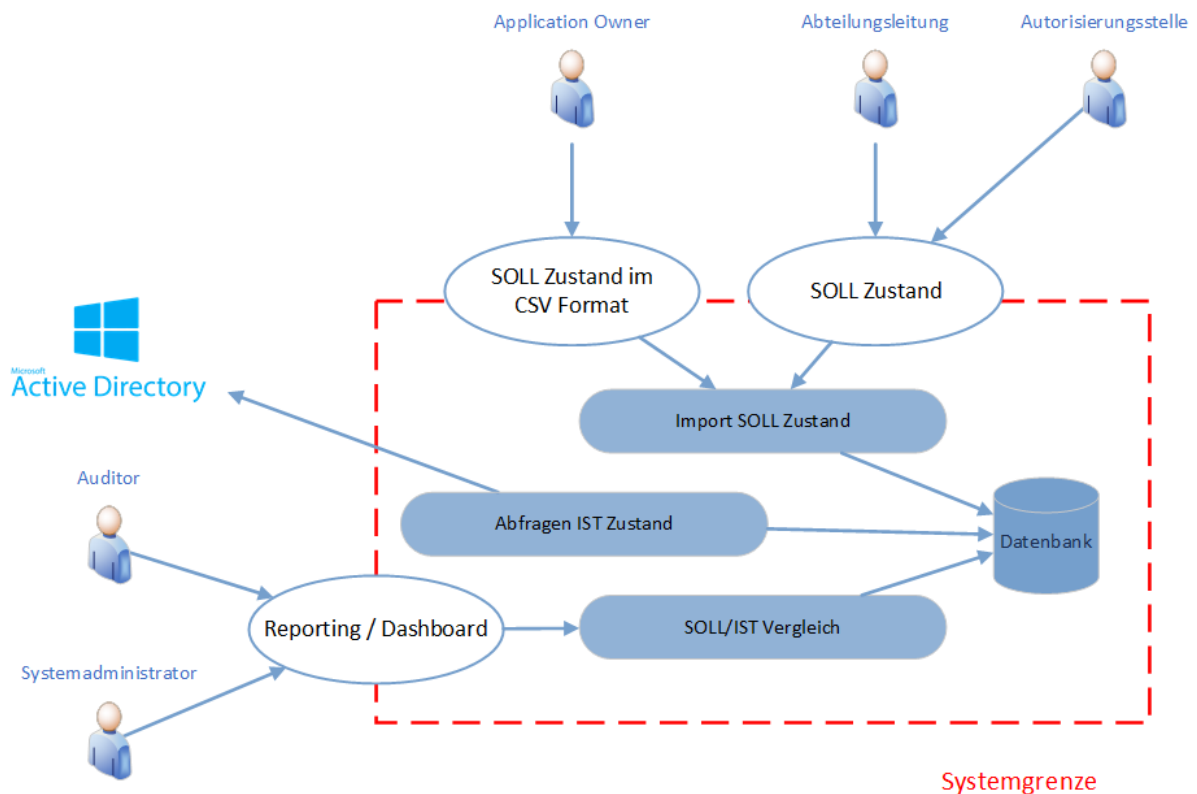 Application Owner
Abteilungsleitung
Autorisierungsstelle
SOLL Zustand im
CSV Format
SOLL Zustand
Microsoft
Active Directory
Import SOLL Zustand
Auditor
Abfragen IST Zustand
Datenbank
Reporting / Dashboard
SOLL/IST Vergleich
Systemadministrator
Systemgrenze